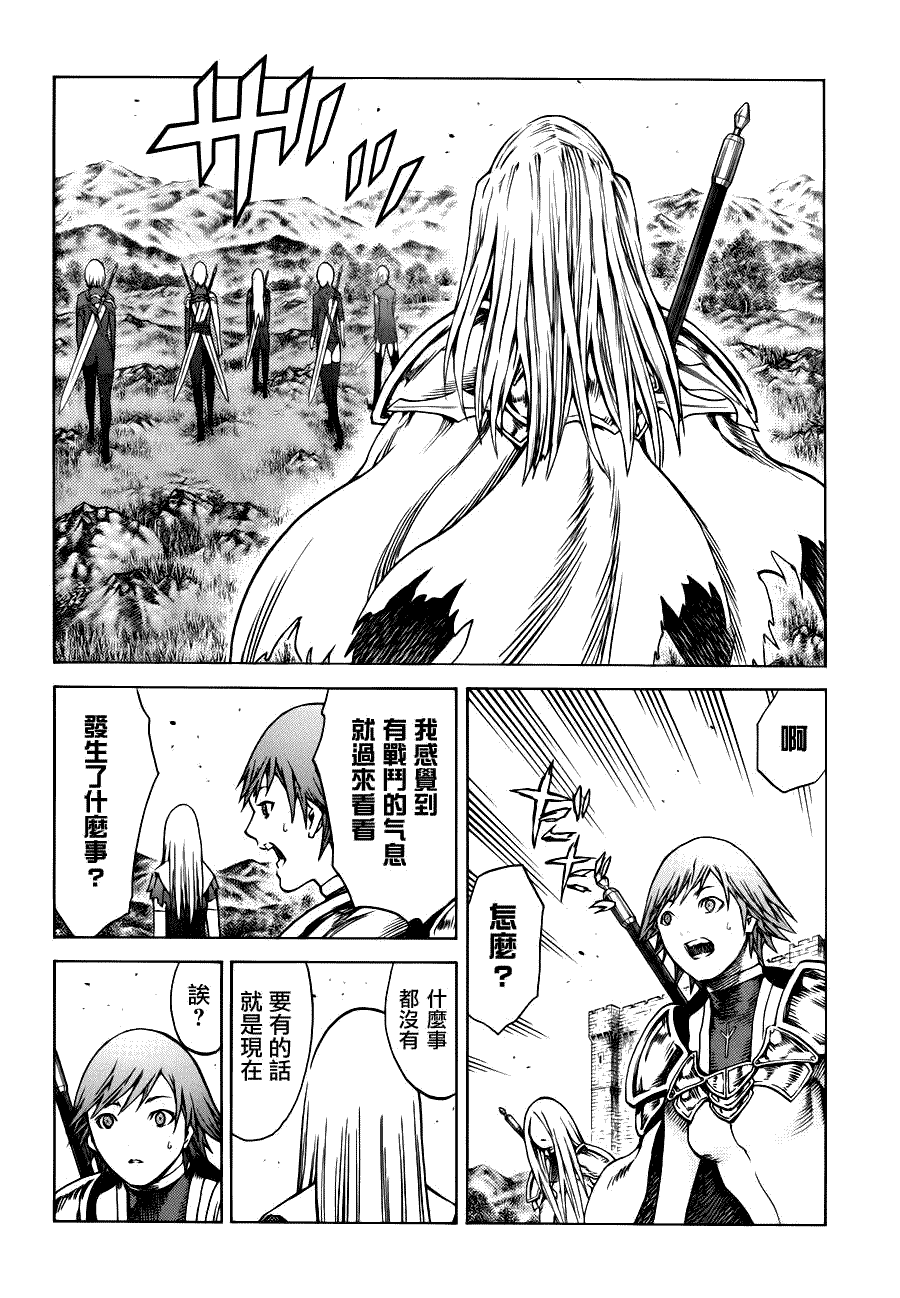 ザッ
啊
怎麼？
我感覺到
有戰鬥的气息
就過來看看
發生了什麼事？
什麼事
都沒有
要有的話
就是現在
誒？